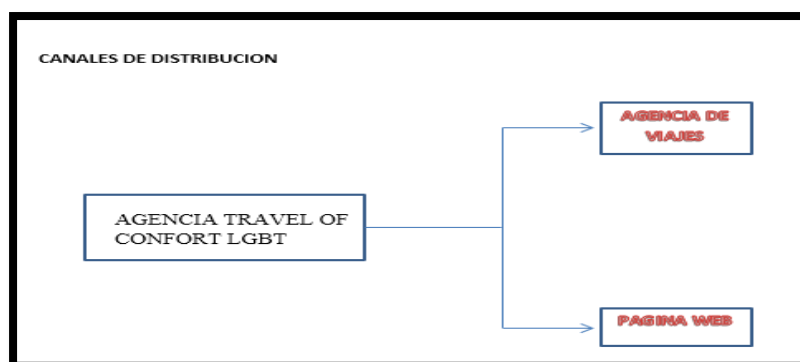 CANALES DE DISTRIBUCION
AGENCIA DE
VIAJES
AGENCIA TRAVEL OF
CONFORT LGBT
PAGINA WEB